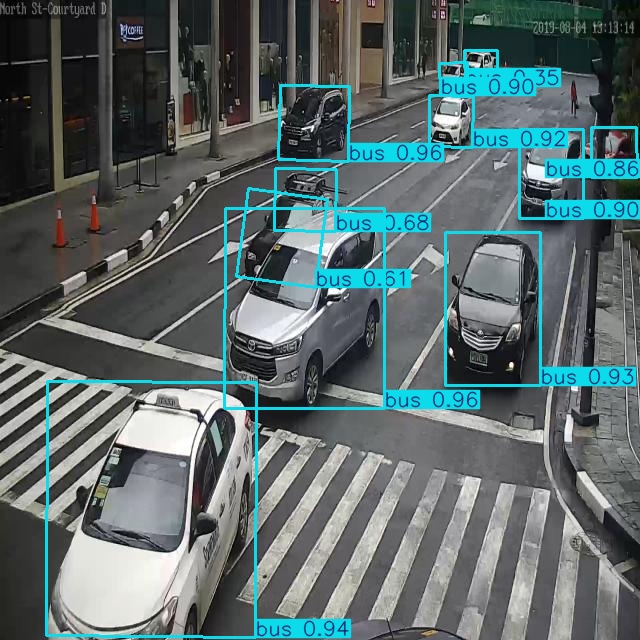 North St-Courtyard D
2019-08-04 13:13:14
COFFEE
bus 0.35
bus 0.90
bus 0.92
bus 0.96
bus 0.86
bus 0.90
bus 0.68
bus 0.61
bus 0.93
bus 0.96
TAXI
bus 0.94